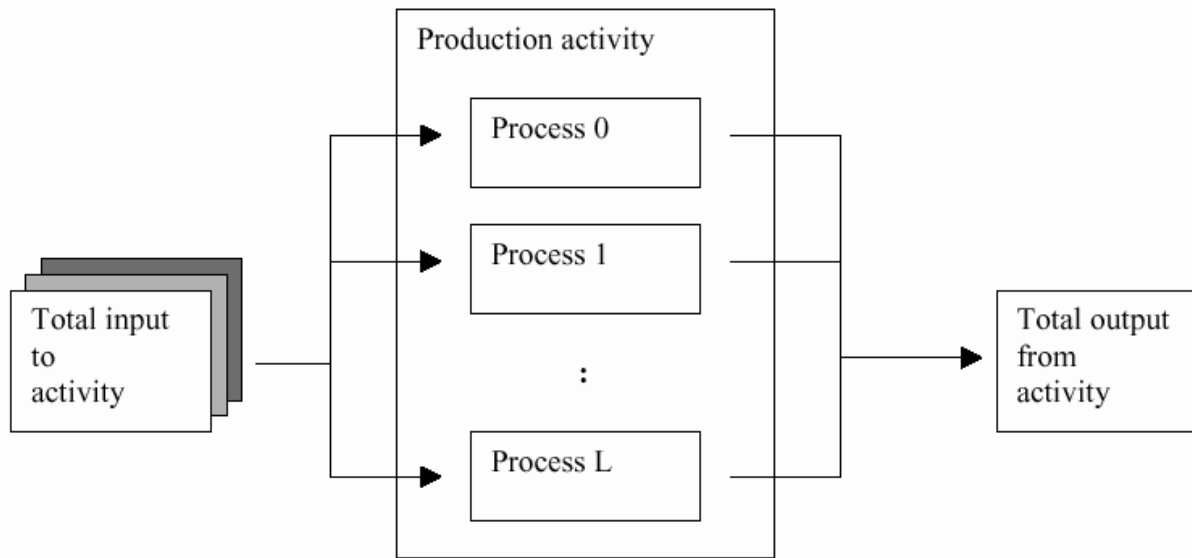 Production activity
Process 0
Process 1
:
Process L
Total input
to
activity
Total output
from
activity